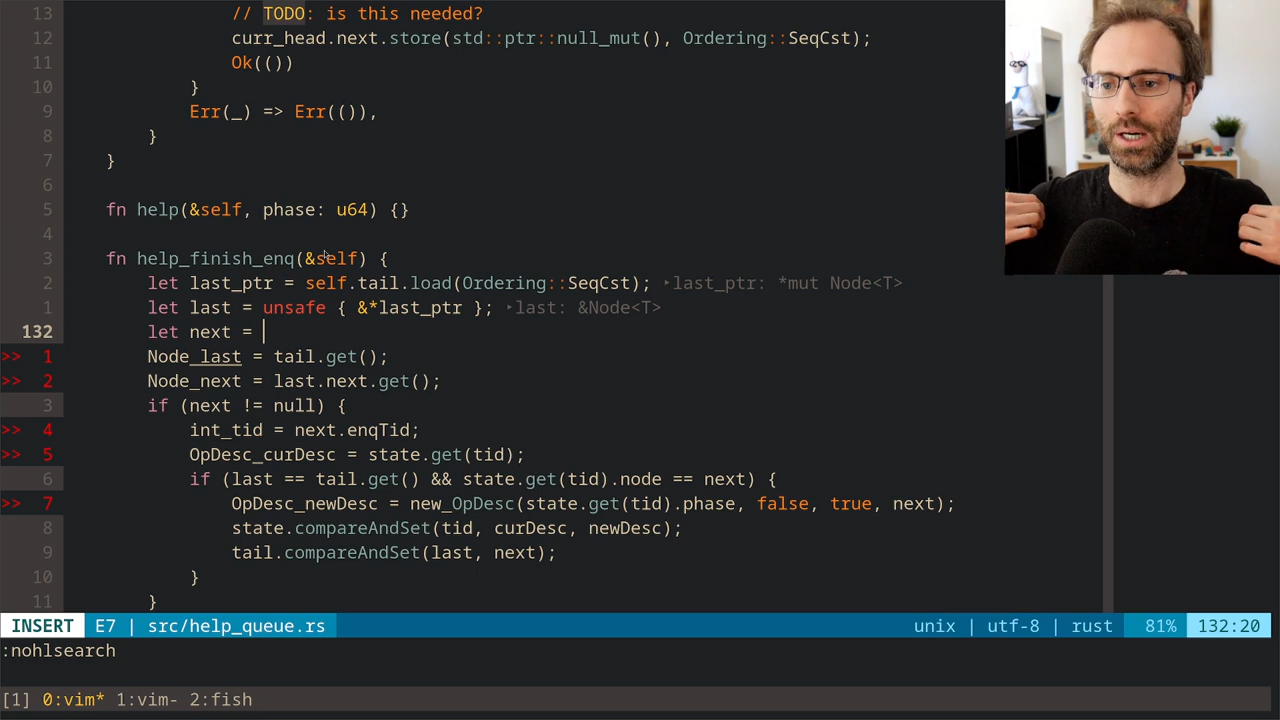 13 // TODO: is this needed?
12 curr_head.next.store(std::ptr::null_mut(), Ordering::SeqCst);
11 Ok(())
10 }
9 Err(_) => Err(()),
8 }
7 }
6
5 fn help(&self, phase: u64) {}
4
3 fn help_finish_enq(&self) {
2 let last_ptr = self.tail.load(Ordering::SeqCst); ▸last_ptr: *mut Node<T>
1 let last = unsafe { &*last_ptr }; ▸last: &Node<T>
132 let next =
>> 1 Node_last = tail.get();
>> 2 Node_next = last.next.get();
3 if (next != null) {
>> 4 int_tid = next.enqTid;
>> 5 OpDesc_curDesc = state.get(tid);
6 if (last == tail.get() && state.get(tid).node == next) {
>> 7 OpDesc_newDesc = new_OpDesc(state.get(tid).phase, false, true, next);
8 state.compareAndSet(tid, curDesc, newDesc);
9 tail.compareAndSet(last, next);
10 }
11 }
INSERT E7 | src/help_queue.rs unix | utf-8 | rust 81% 132:20
:nohlsearch
[1] 0:vim* 1:vim- 2:fish